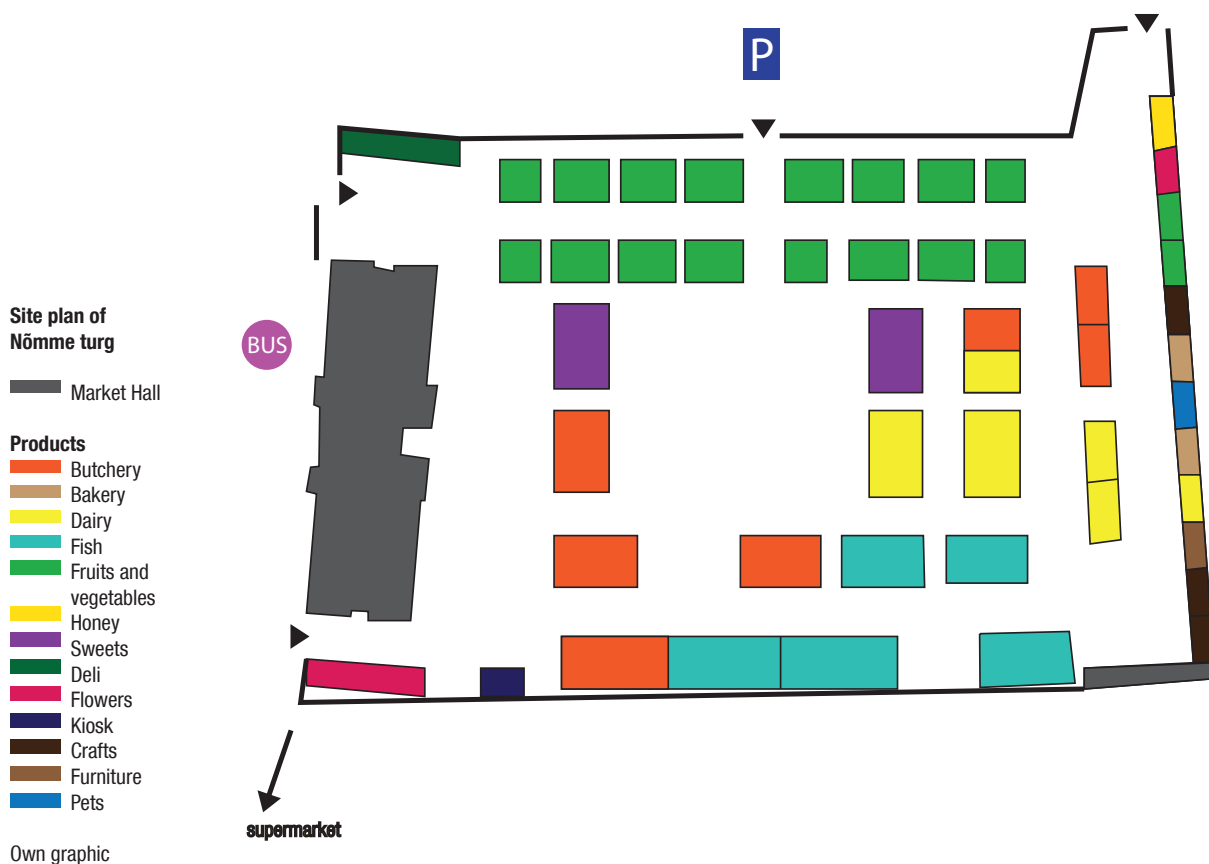 P
BUS
Site plan of
Nõmme turg
Market Hall
Products
Butchery
Bakery
Dairy
Fish
Fruits and
vegetables
Honey
Sweets
Deli
Flowers
Kiosk
Crafts
Furniture
Pets
Own graphic
supermarket